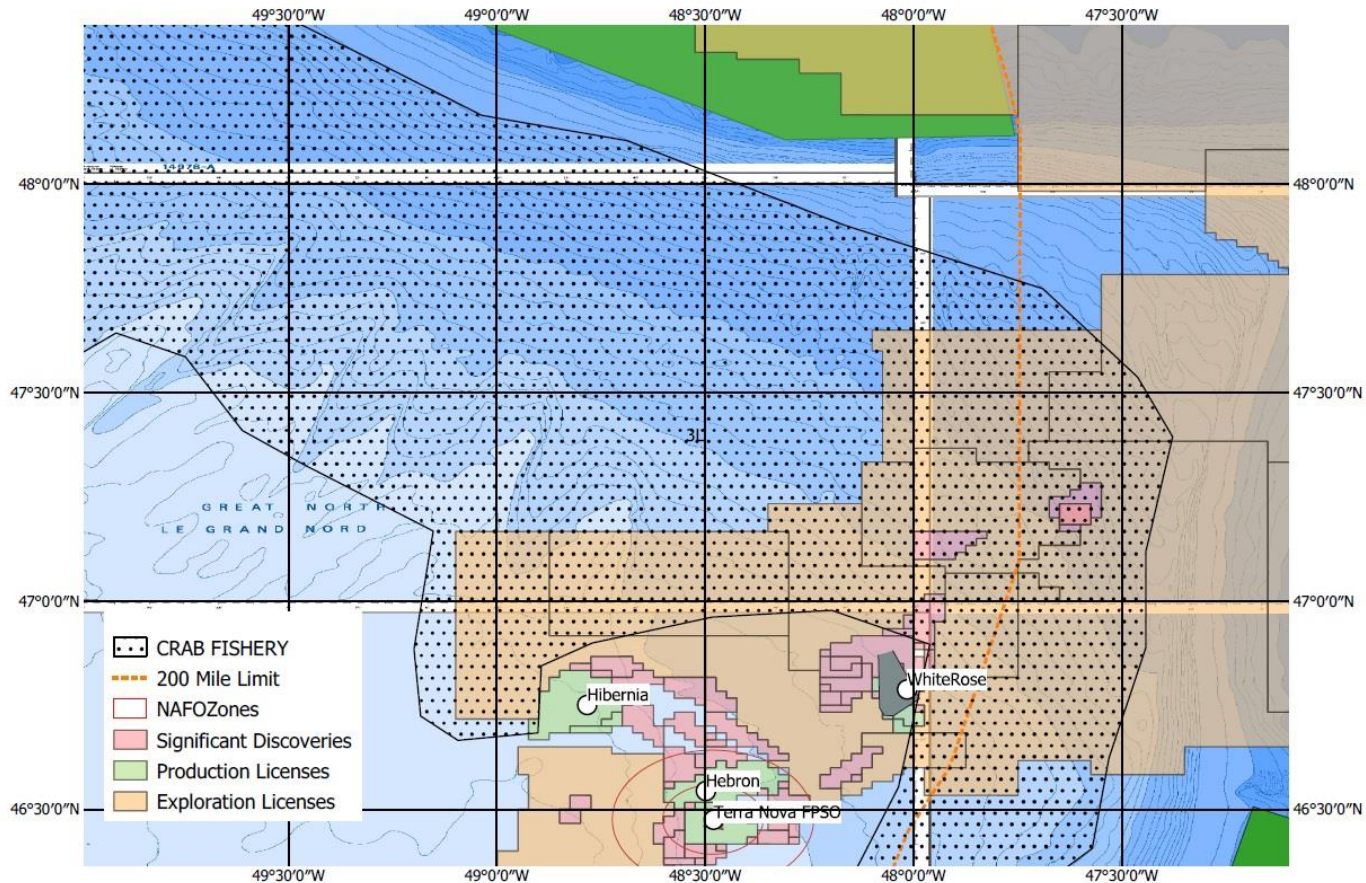 49°30'0"W 49°0'0"W 48°30'0"W 48°0'0"W 47°30'0"W
14976-A
48°0'0"N 48°0'0"N
47°30'0"N 47°30'0"N
3L
GREAT NORTH
LE GRAND NORD
47°0'0"N 47°0'0"N
CRAB FISHERY
200 Mile Limit
NAFOZones
Significant Discoveries
Production Licenses
Exploration Licenses
WhiteRose
Hibernia
Hebron
Terra Nova FPSO
46°30'0"N 46°30'0"N
49°30'0"W 49°0'0"W 48°30'0"W 48°0'0"W 47°30'0"W